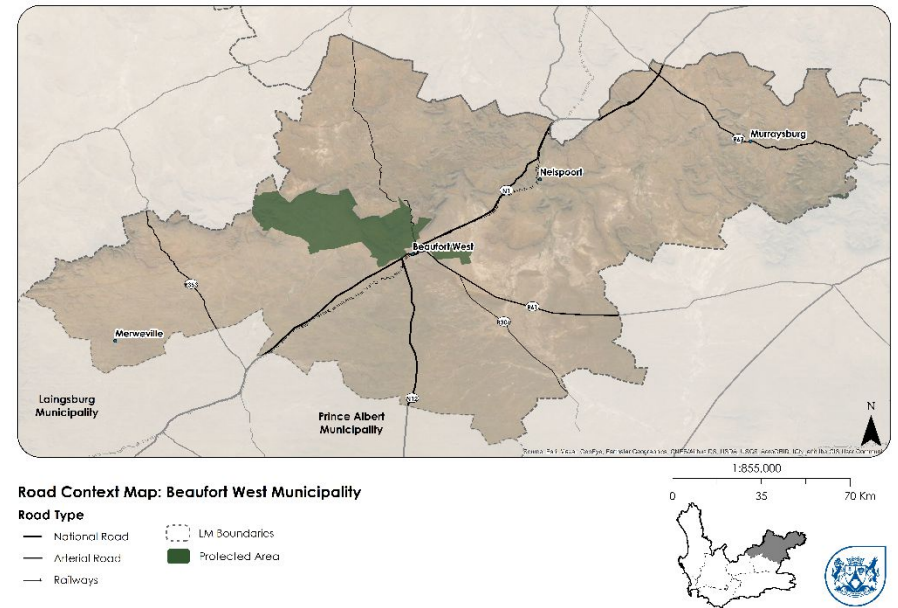 R63
Murraysburg
Nelspoort
N1
Beaufort West
R353
R61
R30
Merweville
N12
Laingsburg
Municipality
Prince Albert
Municipality
N
1:855,000
0 35 70 Km
Road Context Map: Beaufort West Municipality
Road Type
National Road
Arterial Road
Railways
LM Boundaries
Protected Area